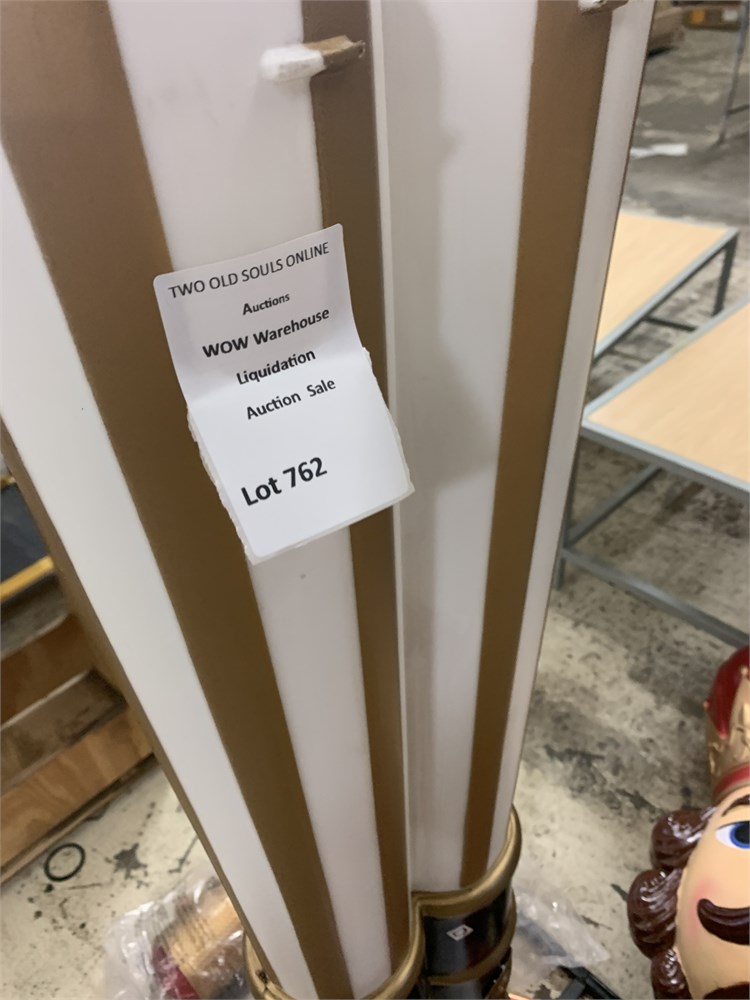 TWO OLD SOULS ONLINE
Auctions
WOW Warehouse
Liquidation
Auction Sale
Lot 762